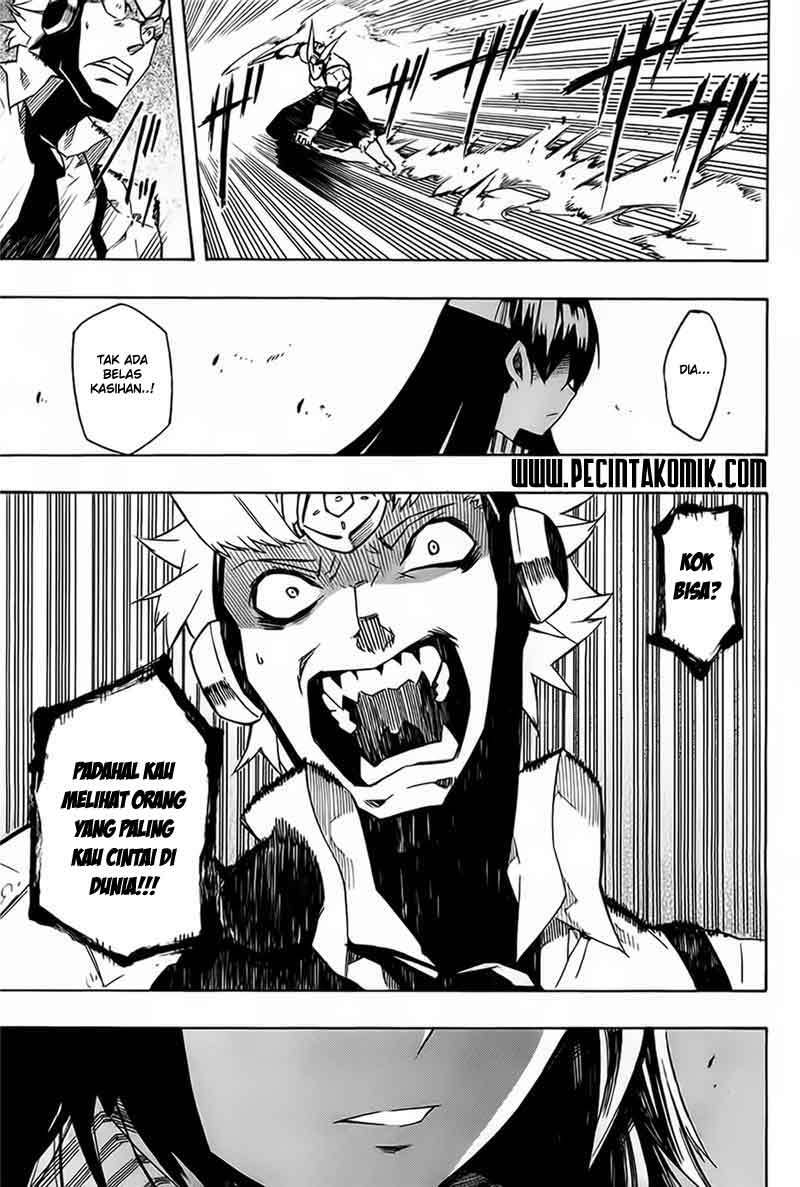 DIA...
TAK ADA
BELAS
KASIHAN..!
WWW.PECINTAKOMIK.COM
KOK
BISA?
PADAHAL KAU
MELIHAT ORANG
YANG PALING
KAU CINTAI DI
DUNIA!!!